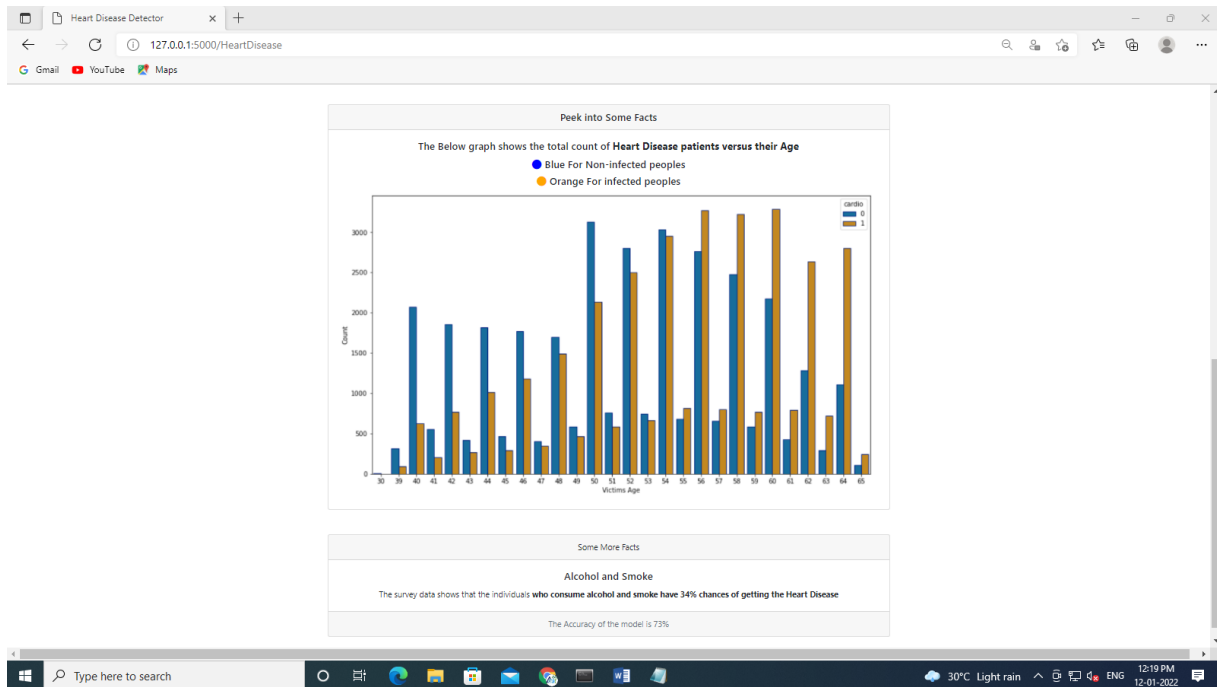 Heart Disease Detector
127.0.0.1:5000/HeartDisease
Gmail YouTube Maps
Peek into Some Facts
The Below graph shows the total count of Heart Disease patients versus their Age
Blue For Non-infected peoples
Orange For infected peoples
cardio
0
1
3000
2500
2000
1500
1000
500
0
Count
30 39 40 41 42 43 44 45 46 47 48 49 50 51 52 53 54 55 56 57 58 59 60 61 62 63 64 65
Victims Age
Some More Facts
Alcohol and Smoke
The survey data shows that the individuals who consume alcohol and smoke have 34% chances of getting the Heart Disease
The Accuracy of the model is 73%
Type here to search
30°C Light rain
ENG
12:19 PM
12-01-2022